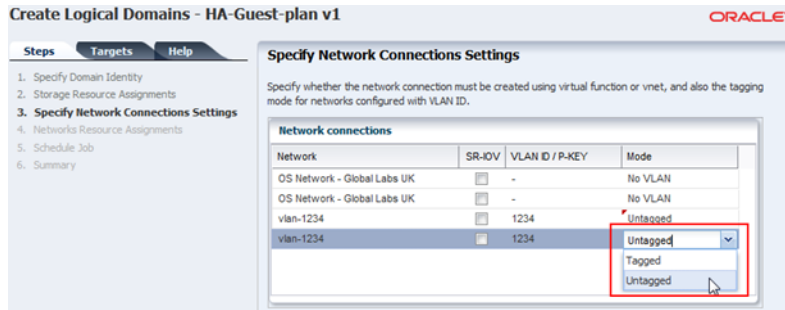 Create Logical Domains - HA-Guest-plan v1
ORACLE
Steps Targets Help
1. Specify Domain Identity
2. Storage Resource Assignments
3. Specify Network Connections Settings
4. Networks Resource Assignments
5. Schedule Job
6. Summary
Specify Network Connections Settings
Specify whether the network connection must be created using virtual function or vnet, and also the tagging
mode for networks configured with VLAN ID.
Network connections
Network SR-IOV VLAN ID / P-KEY Mode
OS Network - Global Labs UK - No VLAN
OS Network - Global Labs UK - No VLAN
vlan-1234 1234 Untagged
vlan-1234 1234 Untagged
Tagged
Untagged